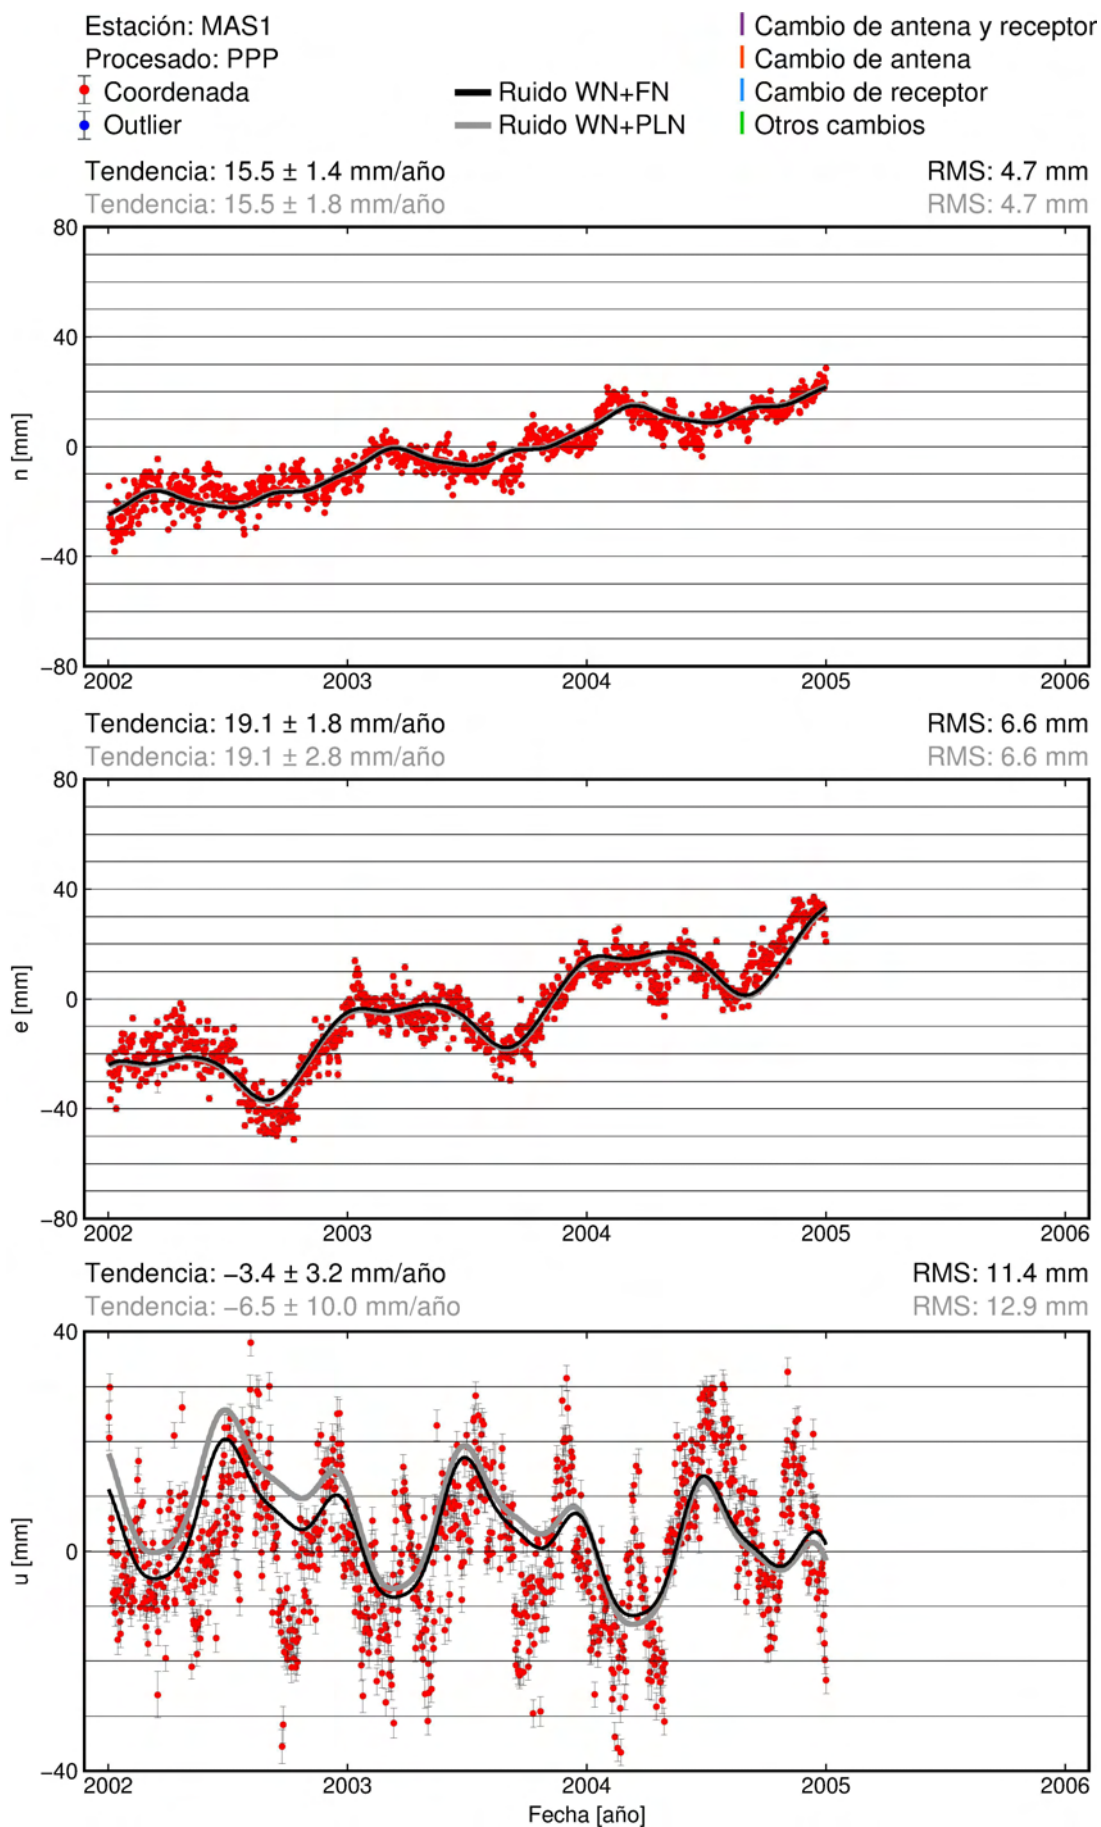 Estación: MAS1
Procesado: PPP
Coordenada
Outlier
Ruido WN+FN
Ruido WN+PLN
Cambio de antena y receptor
Cambio de antena
Cambio de receptor
Otros cambios
Tendencia: 15.5 ± 1.4 mm/año RMS: 4.7 mm
Tendencia: 15.5 ± 1.8 mm/año RMS: 4.7 mm
80
40
0
−40
−80
n [mm]
2002 2003 2004 2005 2006
Tendencia: 19.1 ± 1.8 mm/año RMS: 6.6 mm
Tendencia: 19.1 ± 2.8 mm/año RMS: 6.6 mm
80
40
0
−40
−80
e [mm]
2002 2003 2004 2005 2006
Tendencia: −3.4 ± 3.2 mm/año RMS: 11.4 mm
Tendencia: −6.5 ± 10.0 mm/año RMS: 12.9 mm
40
0
−40
u [mm]
2002 2003 2004 2005 2006
Fecha [año]